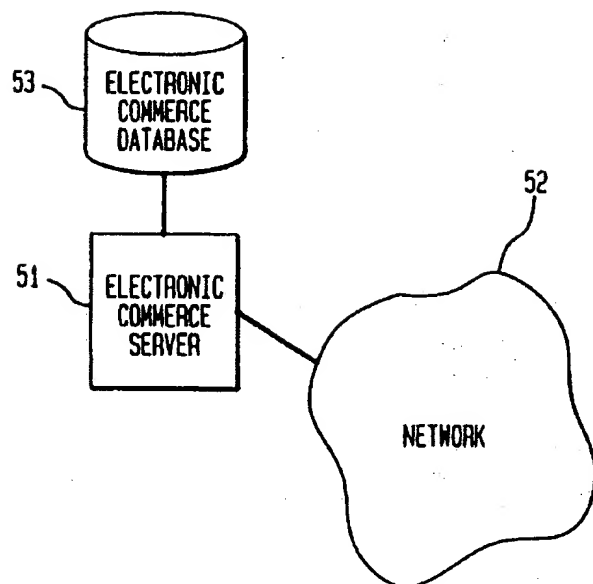 53
ELECTRONIC
COMMERCE
DATABASE
52
51
ELECTRONIC
COMMERCE
SERVER
NETWORK